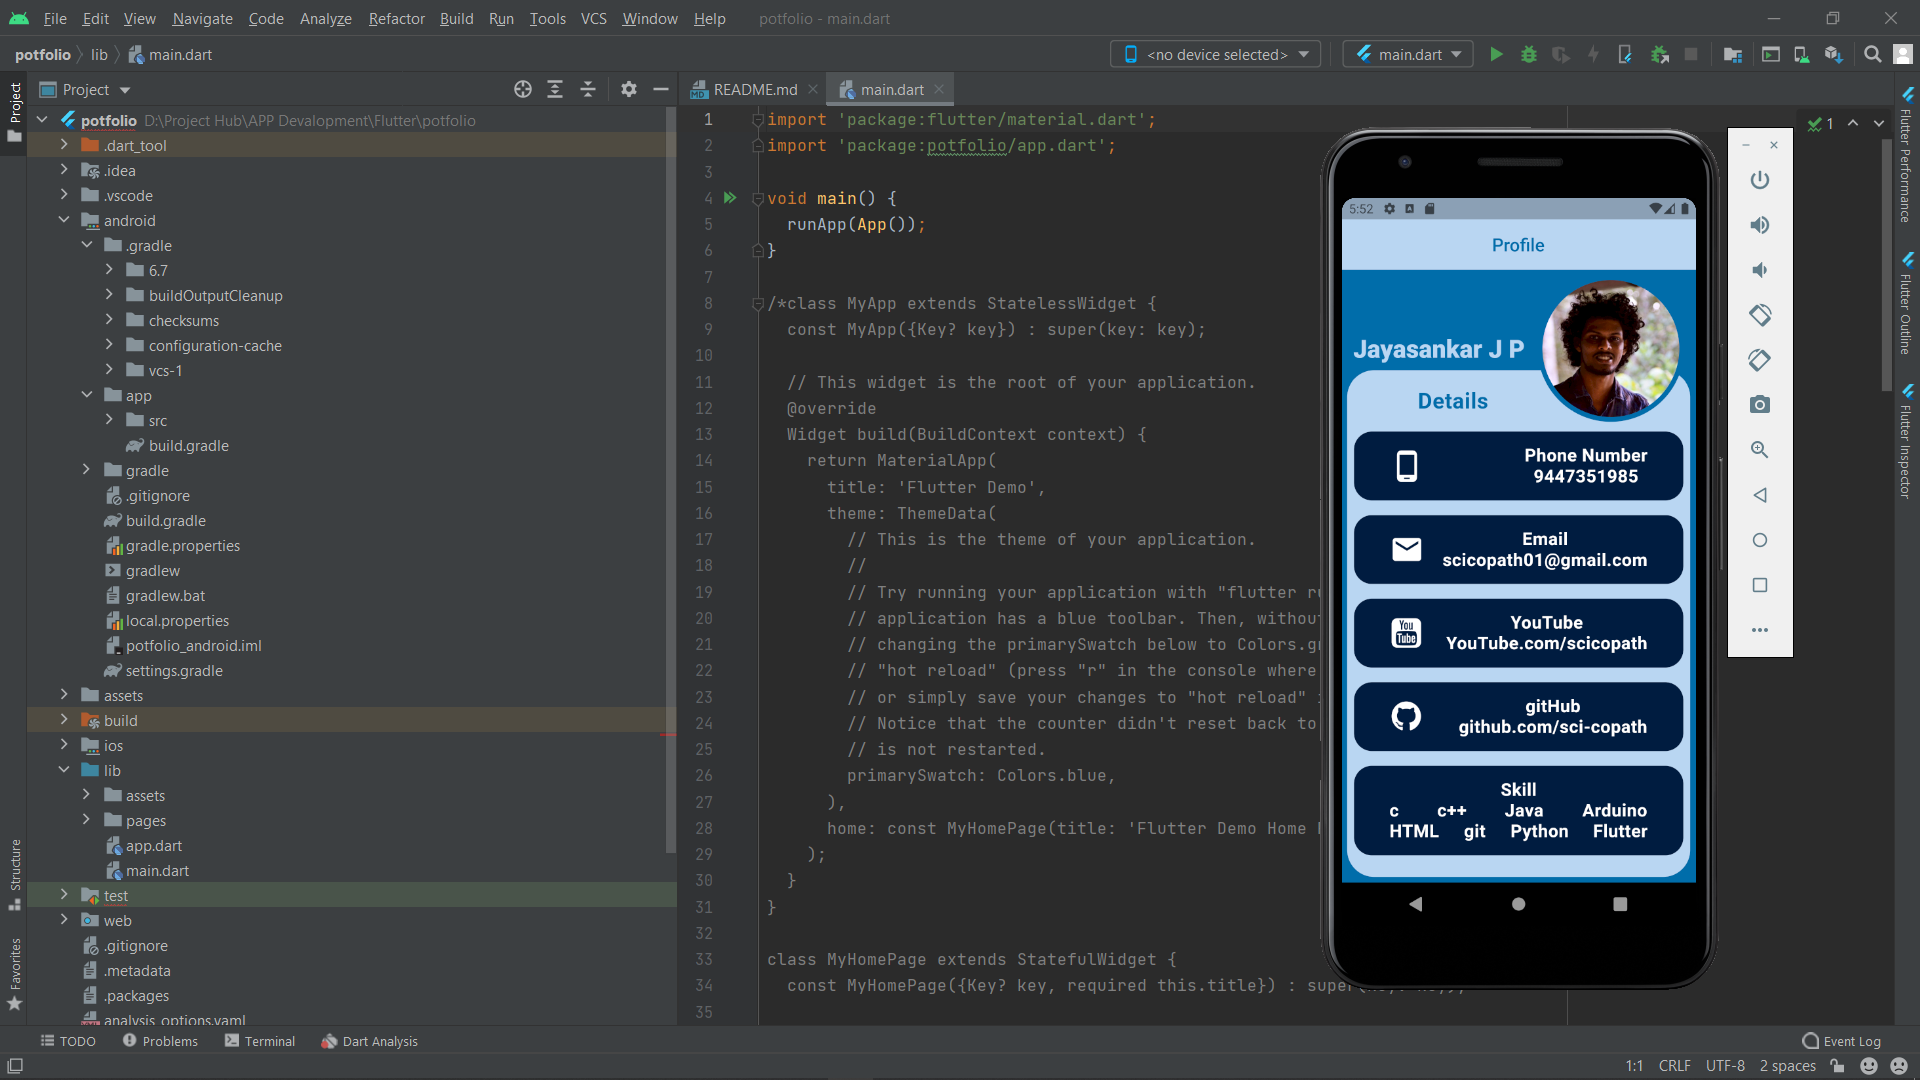 File Edit View Navigate Code Analyze Refactor Build Run Tools VCS Window Help potfolio - main.dart
potfolio lib main.dart
<no device selected> main.dart
Project
Project
README.md
main.dart
potfolio D:\Project Hub\APP Devalopment\Flutter\potfolio
.dart_tool
.idea
.vscode
android
.gradle
6.7
buildOutputCleanup
checksums
configuration-cache
vcs-1
app
src
build.gradle
gradle
.gitignore
build.gradle
gradle.properties
gradlew
gradlew.bat
local.properties
potfolio_android.iml
settings.gradle
assets
build
ios
lib
assets
pages
app.dart
main.dart
test
web
.gitignore
.metadata
.packages
analysis_options.yaml
Structure
Favorites
1 import 'package:flutter/material.dart';
2 import 'package:potfolio/app.dart';
3
4 void main() {
5 runApp(App());
6 }
7
8 /*class MyApp extends StatelessWidget {
9 const MyApp({Key? key}) : super(key: key);
10
11 // This widget is the root of your application.
12 @override
13 Widget build(BuildContext context) {
14 return MaterialApp(
15 title: 'Flutter Demo',
16 theme: ThemeData(
17 // This is the theme of your application.
18 //
19 // Try running your application with "flutter ru
20 // application has a blue toolbar. Then, withou
21 // changing the primarySwatch below to Colors.gr
22 // "hot reload" (press "r" in the console where
23 // or simply save your changes to "hot reload"
24 // Notice that the counter didn't reset back to
25 // is not restarted.
26 primarySwatch: Colors.blue,
27 ),
28 home: const MyHomePage(title: 'Flutter Demo Home
29 );
30 }
31 }
32
33 class MyHomePage extends StatefulWidget {
34 const MyHomePage({Key? key, required this.title}) : super(
35
1
5:52
Profile
Jayasankar J P
Details
Phone Number
9447351985
Email
scicopath01@gmail.com
You
Tube
YouTube
YouTube.com/scicopath
gitHub
github.com/sci-copath
Skill
c c++ Java Arduino
HTML git Python Flutter
Flutter Performance
Flutter Outline
Flutter Inspector
TODO Problems Terminal Dart Analysis Event Log
1:1 CRLF UTF-8 2 spaces